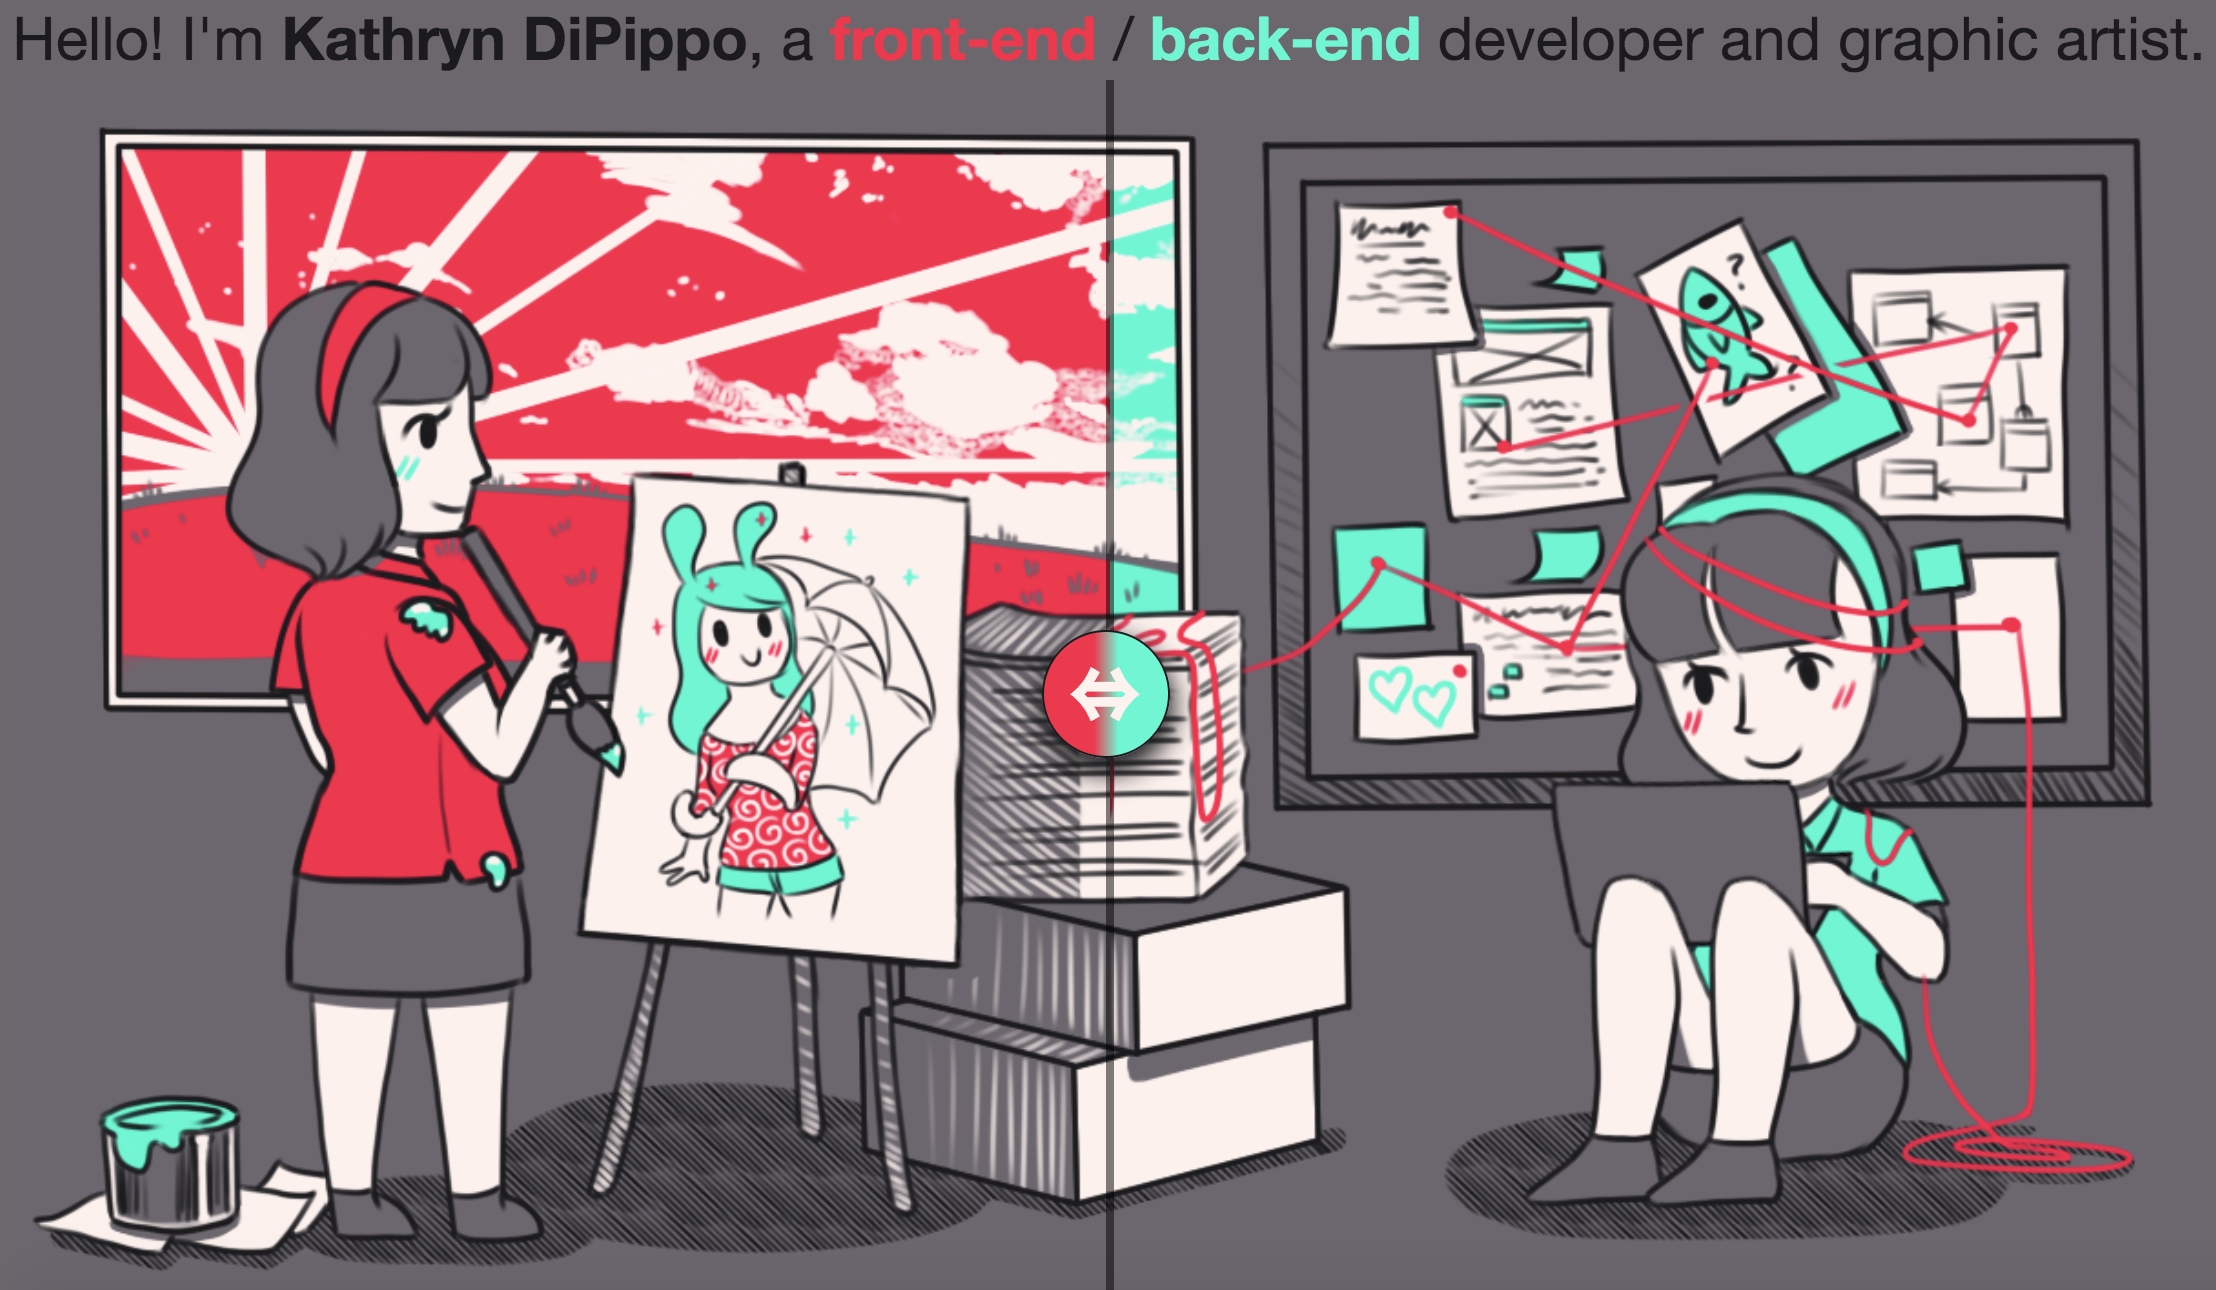 Hello! I'm Kathryn DiPippo, a front-end / back-end developer and graphic artist.
?
?